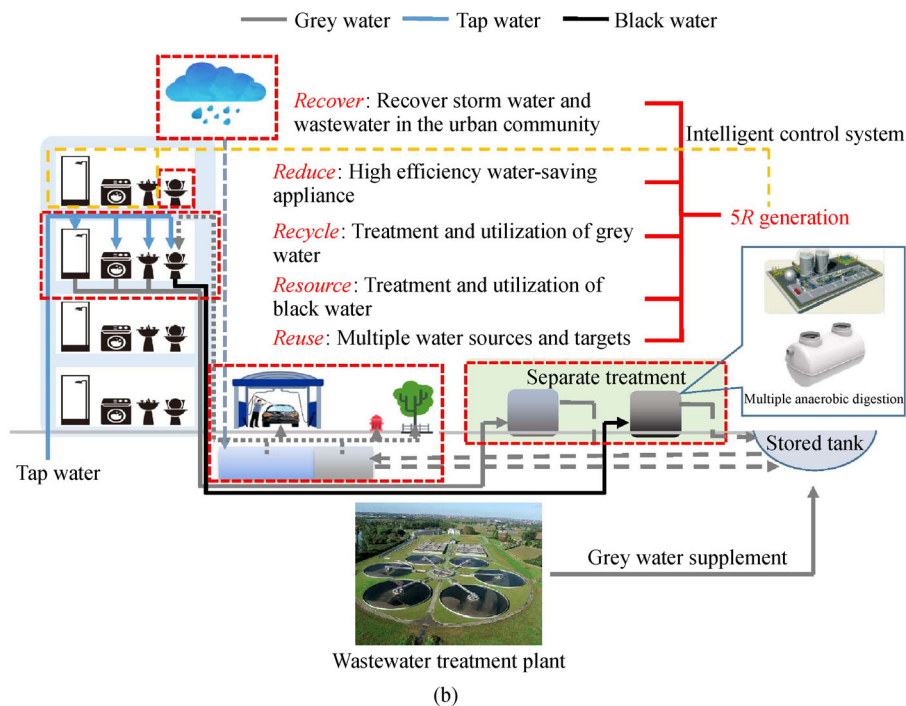 Grey water Tap water Black water
Recover: Recover storm water and
wastewater in the urban community
Intelligent control system
Reduce: High efficiency water-saving
appliance
5R generation
Recycle: Treatment and utilization of grey
water
Resource: Treatment and utilization of
black water
Reuse: Multiple water sources and targets
Separate treatment
Multiple anaerobic digestion
Stored tank
Tap water
Grey water supplement
Wastewater treatment plant
(b)